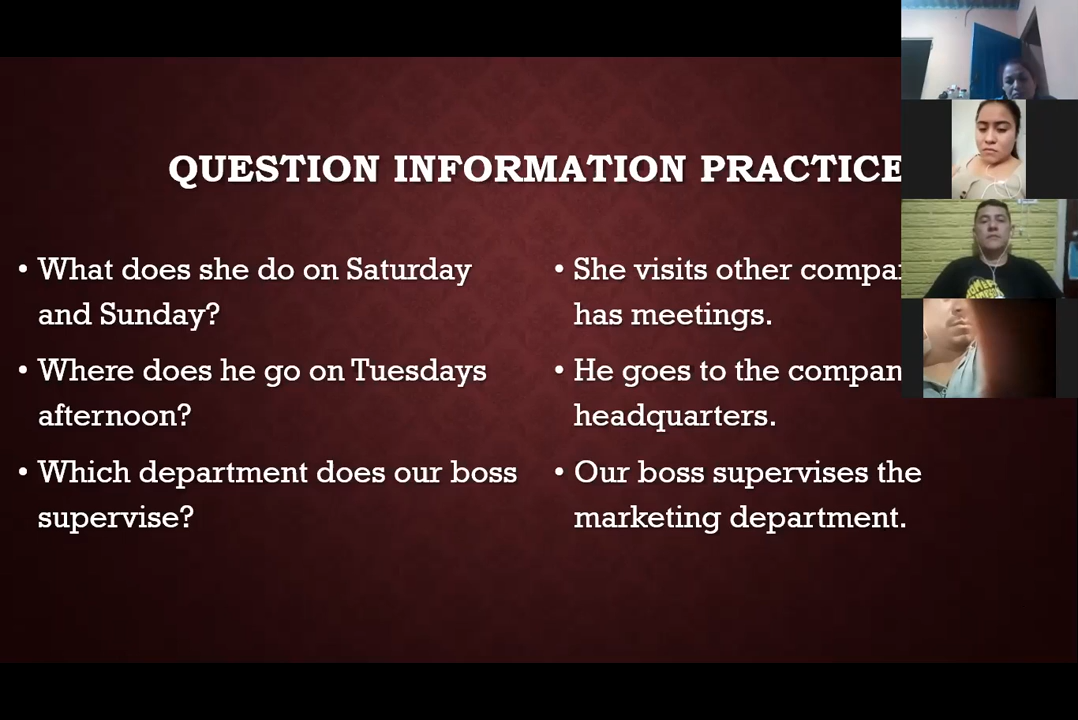 QUESTION INFORMATION PRACTICE
• What does she do on Saturday
and Sunday?
• Where does he go on Tuesdays
afternoon?
• Which department does our boss
supervise?
• She visits other
has meetings.
• He goes to the
headquarters.
• Our boss supervises the
marketing department.